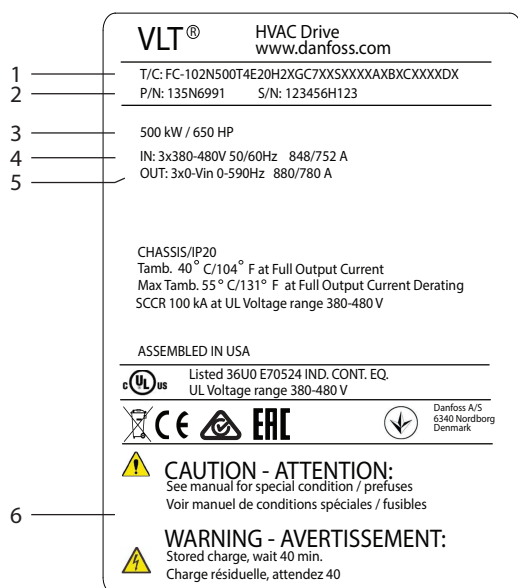 VLT® HVAC Drive
www.danfoss.com
1 T/C: FC-102N500T4E20H2XGC7XXSXXXXAXBXCXXXXDX
2 P/N: 135N6991 S/N: 123456H123
3 500 kW / 650 HP
4 IN: 3x380-480V 50/60Hz 848/752 A
5 OUT: 3x0-Vin 0-590Hz 880/780 A
CHASSIS/IP20
Tamb. 40° C/104° F at Full Output Current
Max Tamb. 55° C/131° F at Full Output Current Derating
SCCR 100 kA at UL Voltage range 380-480 V
ASSEMBLED IN USA
c UL us Listed 36U0 E70524 IND. CONT. EQ.
UL Voltage range 380-480 V
CE EAC
Danfoss A/S
6340 Nordborg
Denmark
CAUTION - ATTENTION:
See manual for special condition / prefuses
Voir manuel de conditions spéciales / fusibles
6
WARNING - AVERTISSEMENT:
Stored charge, wait 40 min.
Charge résiduelle, attendez 40